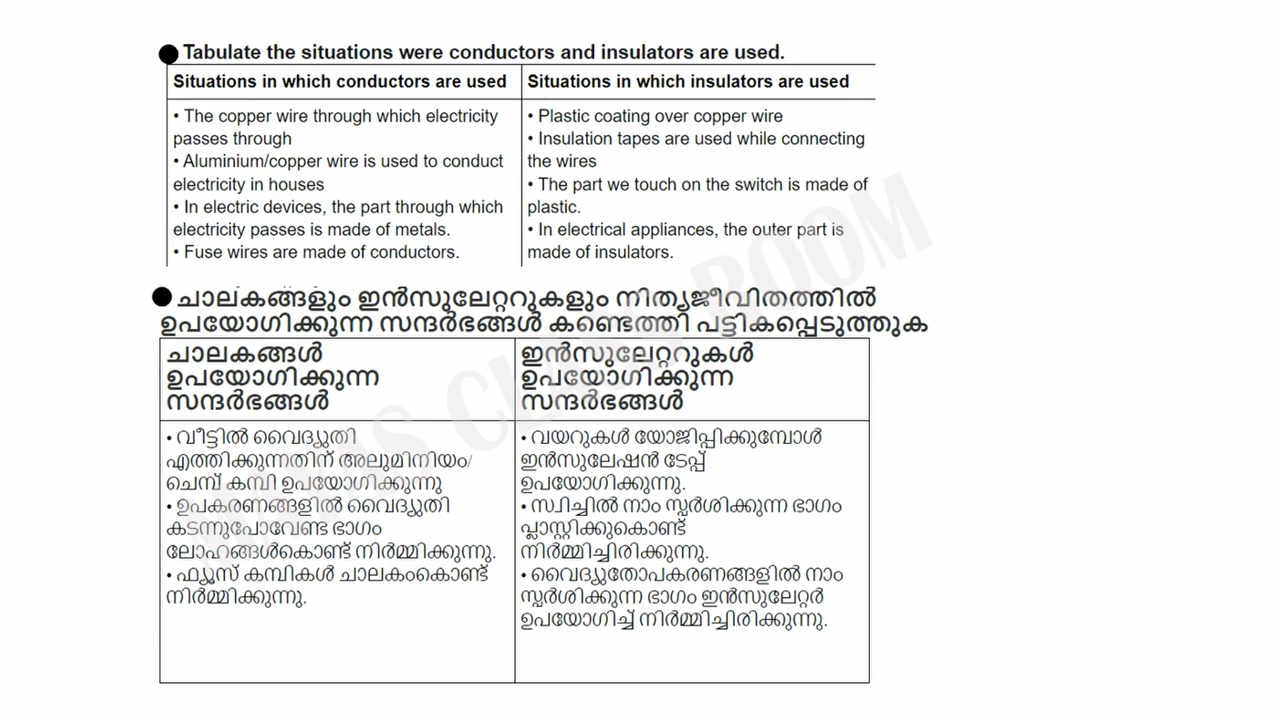 ● Tabulate the situations were conductors and insulators are used.
Situations in which conductors are used
• The copper wire through which electricity
passes through
• Aluminium/copper wire is used to conduct
electricity in houses
• In electric devices, the part through which
electricity passes is made of metals.
• Fuse wires are made of conductors.
Situations in which insulators are used
• Plastic coating over copper wire
• Insulation tapes are used while connecting
the wires
• The part we touch on the switch is made of
plastic.
• In electrical appliances, the outer part is
made of insulators.
● ചാലകങ്ങളും ഇൻസുലേറ്ററുകളും നിത്യജീവിതത്തിൽ
ഉപയോഗിക്കുന്ന സന്ദർഭങ്ങൾ കണ്ടെത്തി പട്ടികപ്പെടുത്തുക
ചാലകങ്ങൾ
ഉപയോഗിക്കുന്ന
സന്ദർഭങ്ങൾ
• വീട്ടിൽ വൈദ്യുതി
എത്തിക്കുന്നതിന് അലുമിനിയം/
ചെമ്പ് കമ്പി ഉപയോഗിക്കുന്നു
• ഉപകരണങ്ങളിൽ വൈദ്യുതി
കടന്നുപോവേണ്ട ഭാഗം
ലോഹങ്ങൾകൊണ്ട് നിർമ്മിക്കുന്നു.
• ഫ്യൂസ് കമ്പികൾ ചാലകംകൊണ്ട്
നിർമ്മിക്കുന്നു.
ഇൻസുലേറ്ററുകൾ
ഉപയോഗിക്കുന്ന
സന്ദർഭങ്ങൾ
• വയറുകൾ യോജിപ്പിക്കുമ്പോൾ
ഇൻസുലേഷൻ ടേപ്പ്
ഉപയോഗിക്കുന്നു.
• സ്വിച്ചിൽ നാം സ്പർശിക്കുന്ന ഭാഗം
പ്ലാസ്റ്റിക്കുകൊണ്ട്
നിർമ്മിച്ചിരിക്കുന്നു.
• വൈദ്യുതോപകരണങ്ങളിൽ നാം
സ്പർശിക്കുന്ന ഭാഗം ഇൻസുലേറ്റർ
ഉപയോഗിച്ച് നിർമ്മിച്ചിരിക്കുന്നു.
CLASS ROOM